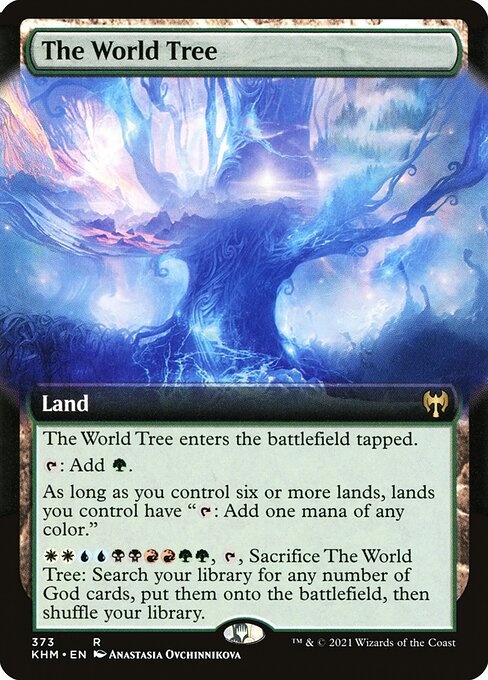 The World Tree
Land
The World Tree enters the battlefield tapped.
: Add .
As long as you control six or more lands, lands
you control have “: Add one mana of any
color.”
, , Sacrifice The World
Tree: Search your library for any number of
God cards, put them onto the battlefield, then
shuffle your library.
373 R
KHM • EN Anastasia Ovchinnikova
™ & © 2021 Wizards of the Coast